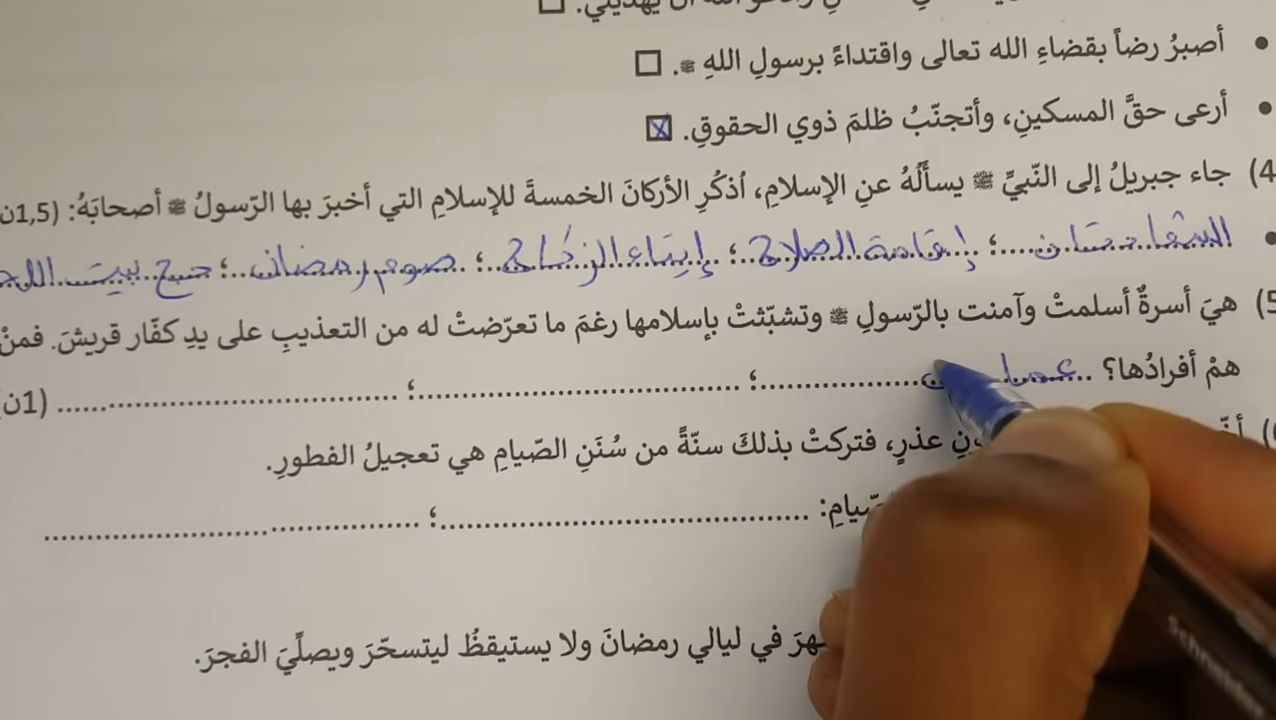 أصبرُ رضاً بقضاءِ الله تعالى واقتداءً برسولِ اللهِ ﷺ.
أرعى حقَّ المسكينِ، وأتجنّبُ ظلمَ ذوي الحقوقِ. ☒
4) جاء جبريلُ إلى النّبيِّ ﷺ يسألُهُ عنِ الإسلامِ، اُذكُرِ الأركانَ الخمسةَ للإسلامِ التي أخبرَ بها الرّسولُ ﷺ أصحابَهُ: (1,5ن
الشهادتان؛ إقامة الصلاة؛ إيتاء الزكاة؛ صوم رمضان؛ حج بيت الله
5) هيَ أسرةٌ أسلمتْ وآمنت بالرّسولِ ﷺ وتشبّثتْ بإسلامها رغمَ ما تعرّضتْ له من التعذيبِ على يدِ كفّار قريشَ. فمنْ
همْ أفرادُها؟ ؛ ؛ (1ن)
عذرٍ، فتركتْ بذلكَ سنّةً من سُنَنِ الصّيامِ هي تعجيلُ الفطورِ.
في ليالي رمضانَ ولا يستيقظُ ليتسحّرَ ويصلِّيَ الفجرَ.